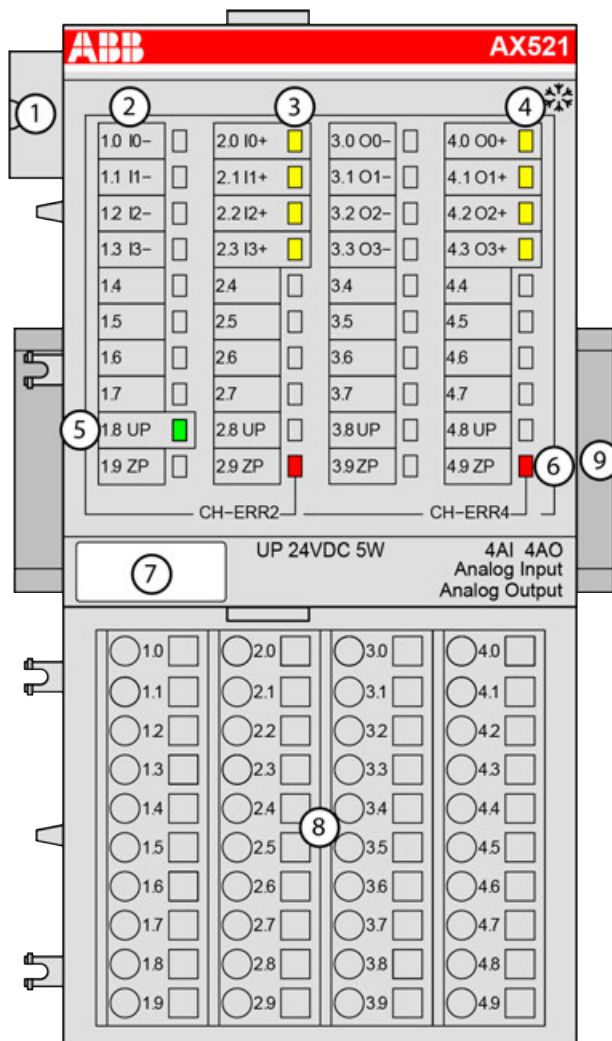 ABB AX521
1 2 3 4
1.0 I0- 2.0 I0+ 3.0 O0- 4.0 O0+
1.1 I1- 2.1 I1+ 3.1 O1- 4.1 O1+
1.2 I2- 2.2 I2+ 3.2 O2- 4.2 O2+
1.3 I3- 2.3 I3+ 3.3 O3- 4.3 O3+
1.4 2.4 3.4 4.4
1.5 2.5 3.5 4.5
1.6 2.6 3.6 4.6
1.7 2.7 3.7 4.7
5 1.8 UP 2.8 UP 3.8 UP 4.8 UP
1.9 ZP 2.9 ZP 3.9 ZP 4.9 ZP 6 9
CH-ERR2 CH-ERR4
7 UP 24VDC 5W 4AI 4AO
Analog Input
Analog Output
1.0 2.0 3.0 4.0
1.1 2.1 3.1 4.1
1.2 2.2 3.2 4.2
1.3 2.3 3.3 4.3
1.4 2.4 3.4 4.4
8
1.5 2.5 3.5 4.5
1.6 2.6 3.6 4.6
1.7 2.7 3.7 4.7
1.8 2.8 3.8 4.8
1.9 2.9 3.9 4.9